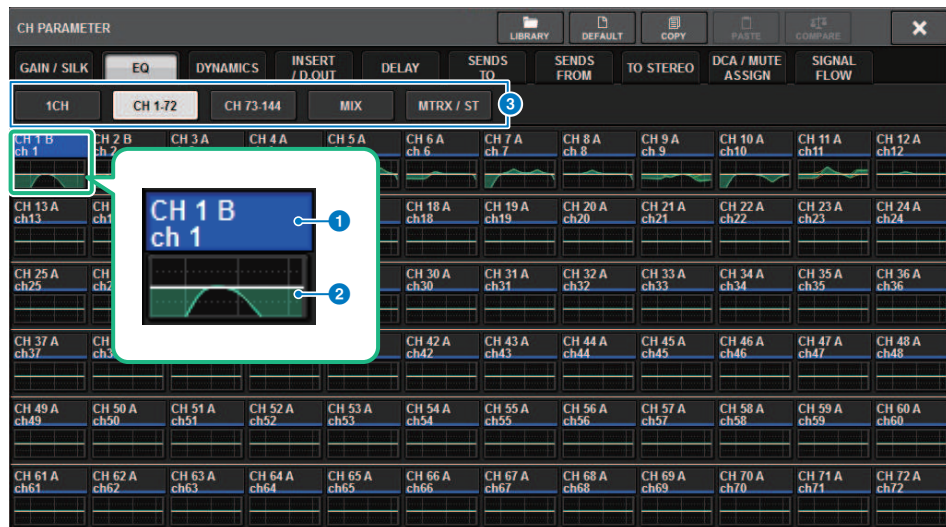 CH PARAMETER
LIBRARY DEFAULT COPY PASTE COMPARE
GAIN / SILK EQ DYNAMICS INSERT / D.OUT DELAY SENDS TO SENDS FROM TO STEREO DCA / MUTE ASSIGN SIGNAL FLOW
1CH CH 1-72 CH 73-144 MIX MTRX / ST 3
CH 1 B CH 2 B CH 3 A CH 4 A CH 5 A CH 6 A CH 7 A CH 8 A CH 9 A CH 10 A CH 11 A CH 12 A
ch 1 ch 6 ch 7 ch 8 ch 9 ch10 ch11 ch12
CH 13 A CH 18 A CH 19 A CH 20 A CH 21 A CH 22 A CH 23 A CH 24 A
ch13 ch18 ch19 ch20 ch21 ch22 ch23 ch24
CH 1 B 1
ch 1
2
CH 25 A CH 30 A CH 31 A CH 32 A CH 33 A CH 34 A CH 35 A CH 36 A
ch25 ch30 ch31 ch32 ch33 ch34 ch35 ch36
CH 37 A CH 42 A CH 43 A CH 44 A CH 45 A CH 46 A CH 47 A CH 48 A
ch37 ch42 ch43 ch44 ch45 ch46 ch47 ch48
CH 49 A CH 50 A CH 51 A CH 52 A CH 53 A CH 54 A CH 55 A CH 56 A CH 57 A CH 58 A CH 59 A CH 60 A
ch49 ch50 ch51 ch52 ch53 ch54 ch55 ch56 ch57 ch58 ch59 ch60
CH 61 A CH 62 A CH 63 A CH 64 A CH 65 A CH 66 A CH 67 A CH 68 A CH 69 A CH 70 A CH 71 A CH 72 A
ch61 ch62 ch63 ch64 ch65 ch66 ch67 ch68 ch69 ch70 ch71 ch72